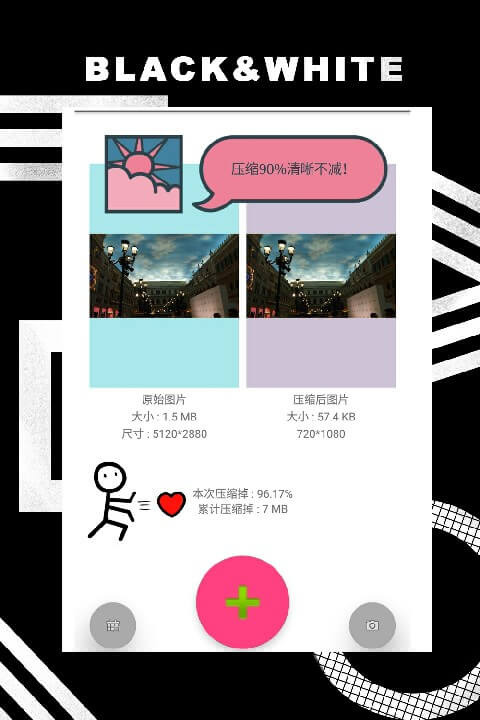 BLACK&WHITE
压缩90%清晰不减！
原始图片
大小 : 1.5 MB
尺寸 : 5120*2880
压缩后图片
大小 : 57.4 KB
720*1080
本次压缩掉 : 96.17%
累计压缩掉 : 7 MB